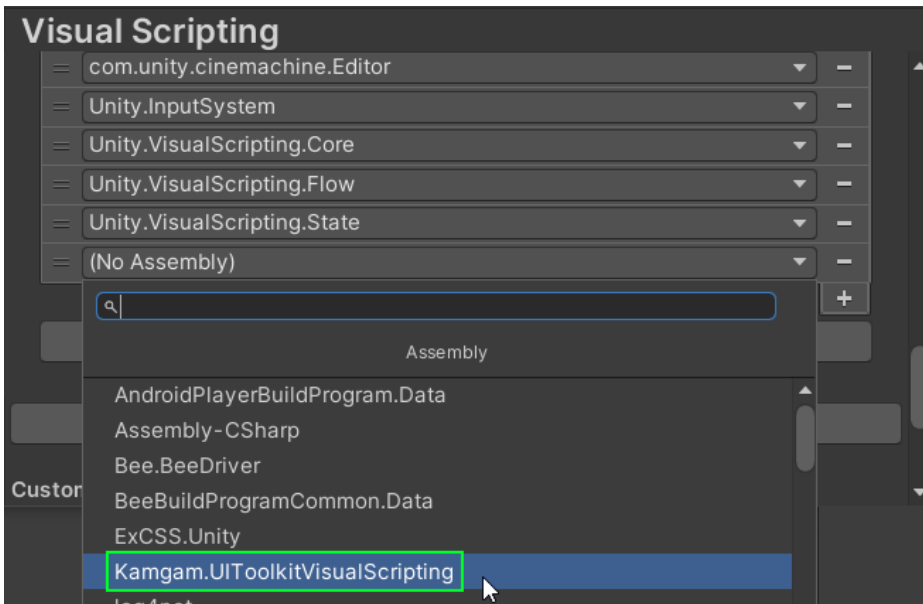 Visual Scripting
com.unity.cinemachine.Editor
Unity.InputSystem
Unity.VisualScripting.Core
Unity.VisualScripting.Flow
Unity.VisualScripting.State
(No Assembly)
Assembly
AndroidPlayerBuildProgram.Data
Assembly-CSharp
Bee.BeeDriver
BeeBuildProgramCommon.Data
Custor
ExCSS.Unity
Kamgam.UIToolkitVisualScripting